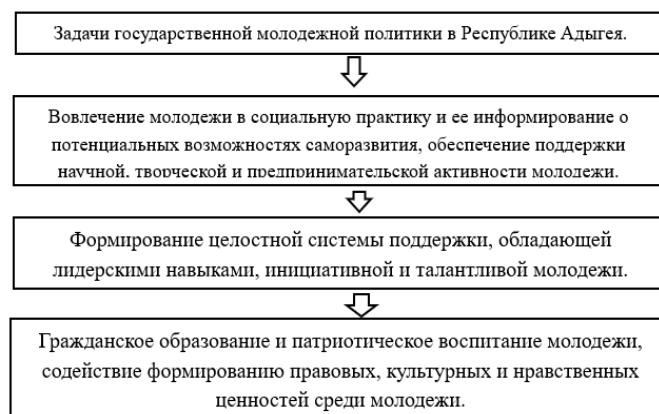 Задачи государственной молодежной политики в Республике Адыгея.
Вовлечение молодежи в социальную практику и ее информирование о
потенциальных возможностях саморазвития, обеспечение поддержки
научной, творческой и предпринимательской активности молодежи.
Формирование целостной системы поддержки, обладающей
лидерскими навыками, инициативной и талантливой молодежи.
Гражданское образование и патриотическое воспитание молодежи,
содействие формированию правовых, культурных и нравственных
ценностей среди молодежи.